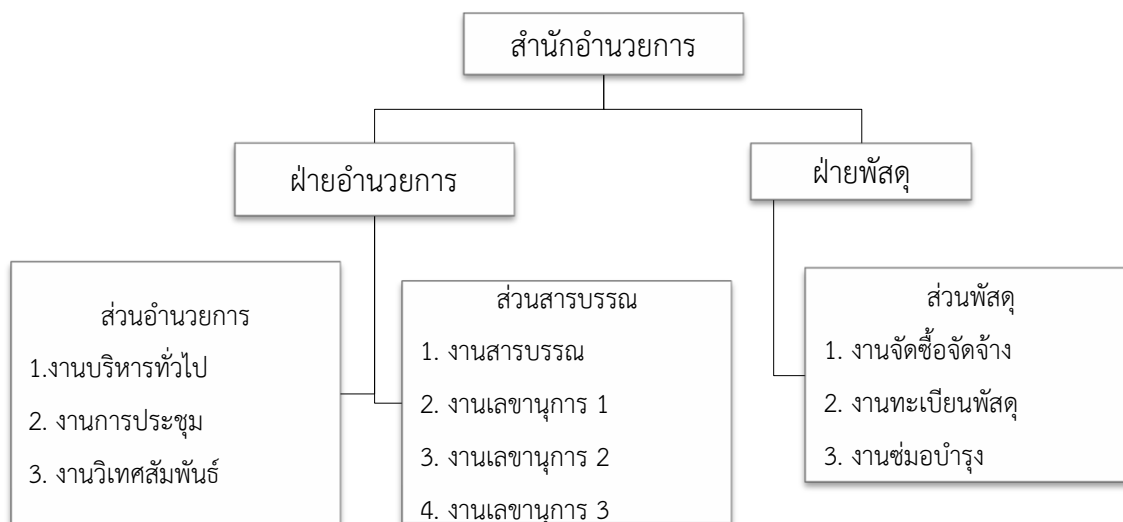 สำนักอำนวยการ
ฝ่ายอำนวยการ
ฝ่ายพัสดุ
ส่วนอำนวยการ
1.งานบริหารทั่วไป
2. งานการประชุม
3. งานวิเทศสัมพันธ์
ส่วนสารบรรณ
1. งานสารบรรณ
2. งานเลขานุการ 1
3. งานเลขานุการ 2
4. งานเลขานุการ 3
ส่วนพัสดุ
1. งานจัดซื้อจัดจ้าง
2. งานทะเบียนพัสดุ
3. งานซ่มอบำรุง